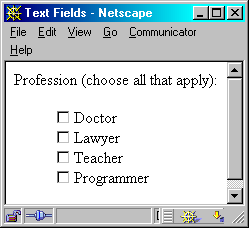 Text Fields - Netscape
File Edit View Go Communicator
Help
Profession (choose all that apply):
Doctor
Lawyer
Teacher
Programmer